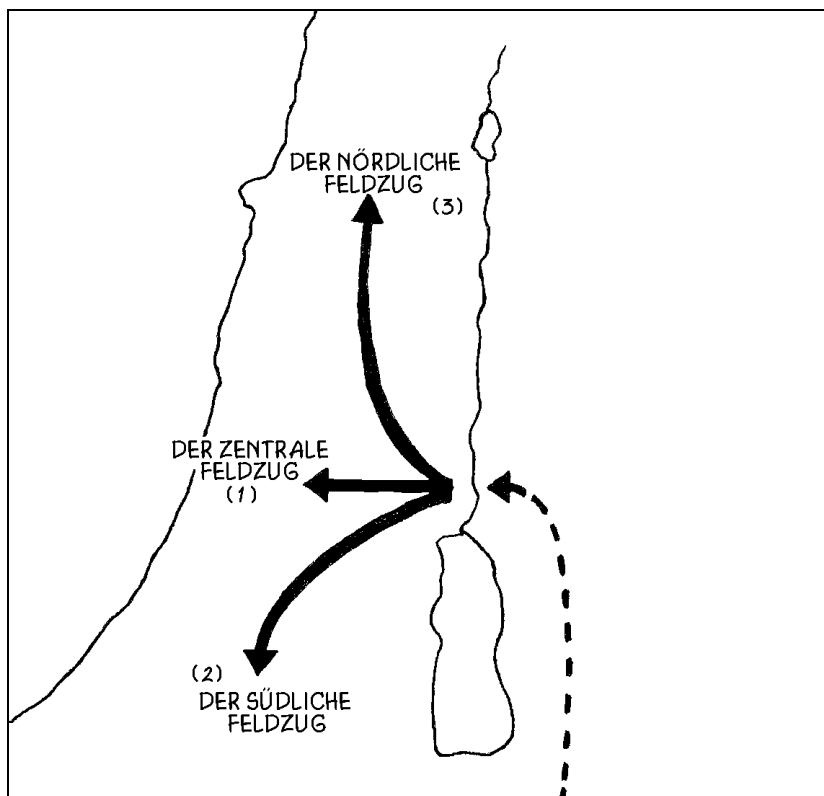 DER NÖRDLICHE
FELDZUG
(3)
DER ZENTRALE
FELDZUG
(1)
(2)
DER SÜDLICHE
FELDZUG